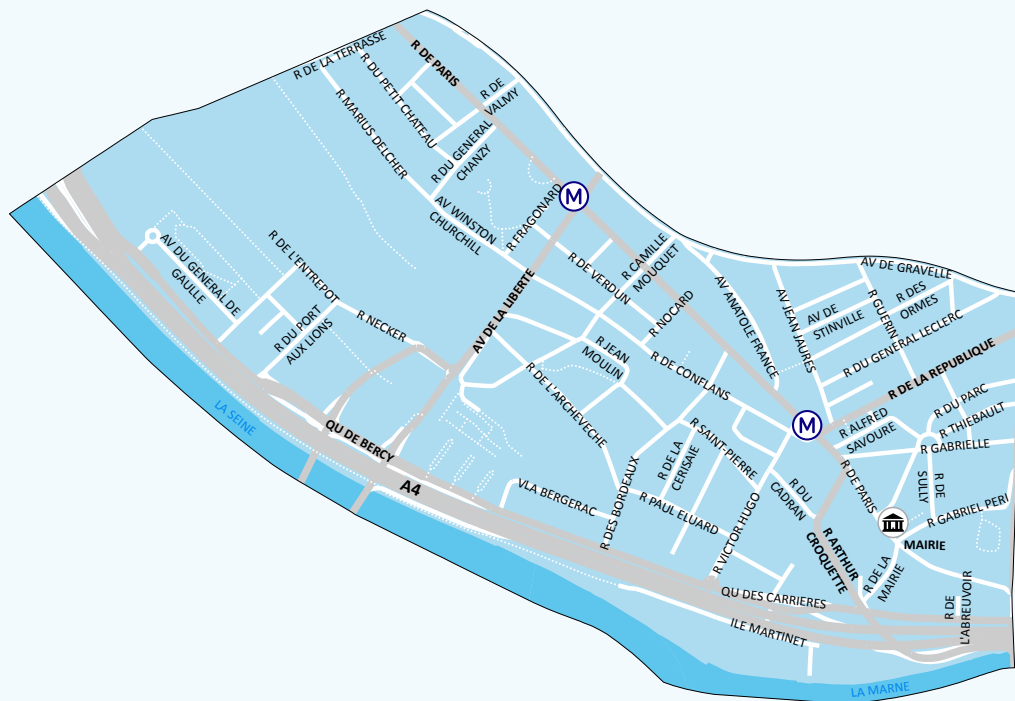 R DE LA TERRASSE
R DE PARIS
R DU PETIT CHATEAU
R DE
VALMY
R MARIUS DELCHER
R DU GENERAL
CHANZY
M
R FRAGONARD
AV WINSTON
CHURCHILL
R DE VERDUN
R CAMILLE
MOUQUET
AV DU GENERAL DE
GAULLE
R DE L'ENTREPOT
AV DE GRAVELLE
AV DE LA LIBERTE
AV ANATOLE FRANCE
AV JEAN JAURES
R GUERIN
R DES
ORMES
AV DE
STINVILLE
R DU PORT
AUX LIONS
R NECKER
R NOCARD
R DU GENERAL LECLERC
R JEAN
MOULIN
R DE CONFLANS
R DE LA REPUBLIQUE
R DE L'ARCHEVECHE
LA SEINE
QU DE BERCY
A4
M
R ALFRED
SAVOURE
R DU PARC
R THIEBAULT
R GABRIELLE
R SAINT-PIERRE
R DE LA
CERISAIE
R DES BORDEAUX
R DE PARIS
R DE
SULLY
VLA BERGERAC
R PAUL ELUARD
R VICTOR HUGO
R DU
CADRAN
R GABRIEL PERI
MAIRIE
R ARTHUR
CROQUETTE
R DE LA
MAIRIE
QU DES CARRIERES
R DE
L'ABREUVOIR
ILE MARTINET
LA MARNE